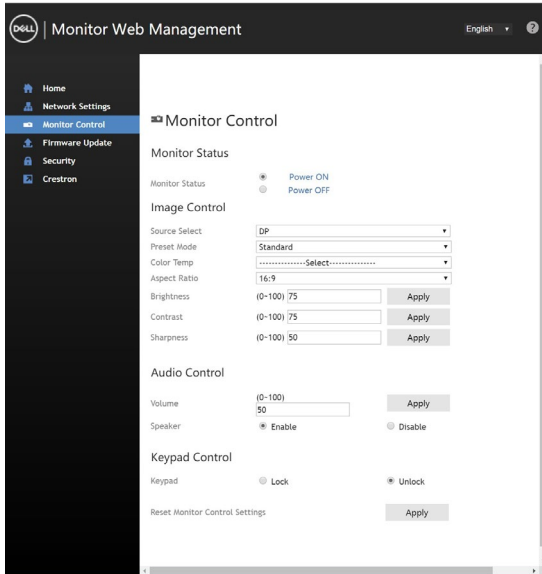 DELL | Monitor Web Management
English
?
Home
Network Settings
Monitor Control
Firmware Update
Security
Crestron
Monitor Control
Monitor Status
Monitor Status Power ON
Power OFF
Image Control
Source Select DP
Preset Mode Standard
Color Temp ---------------Select---------------
Aspect Ratio 16:9
Brightness (0~100) 75 Apply
Contrast (0~100) 75 Apply
Sharpness (0~100) 50 Apply
Audio Control
(0~100)
Volume 50 Apply
Speaker Enable Disable
Keypad Control
Keypad Lock Unlock
Reset Monitor Control Settings Apply